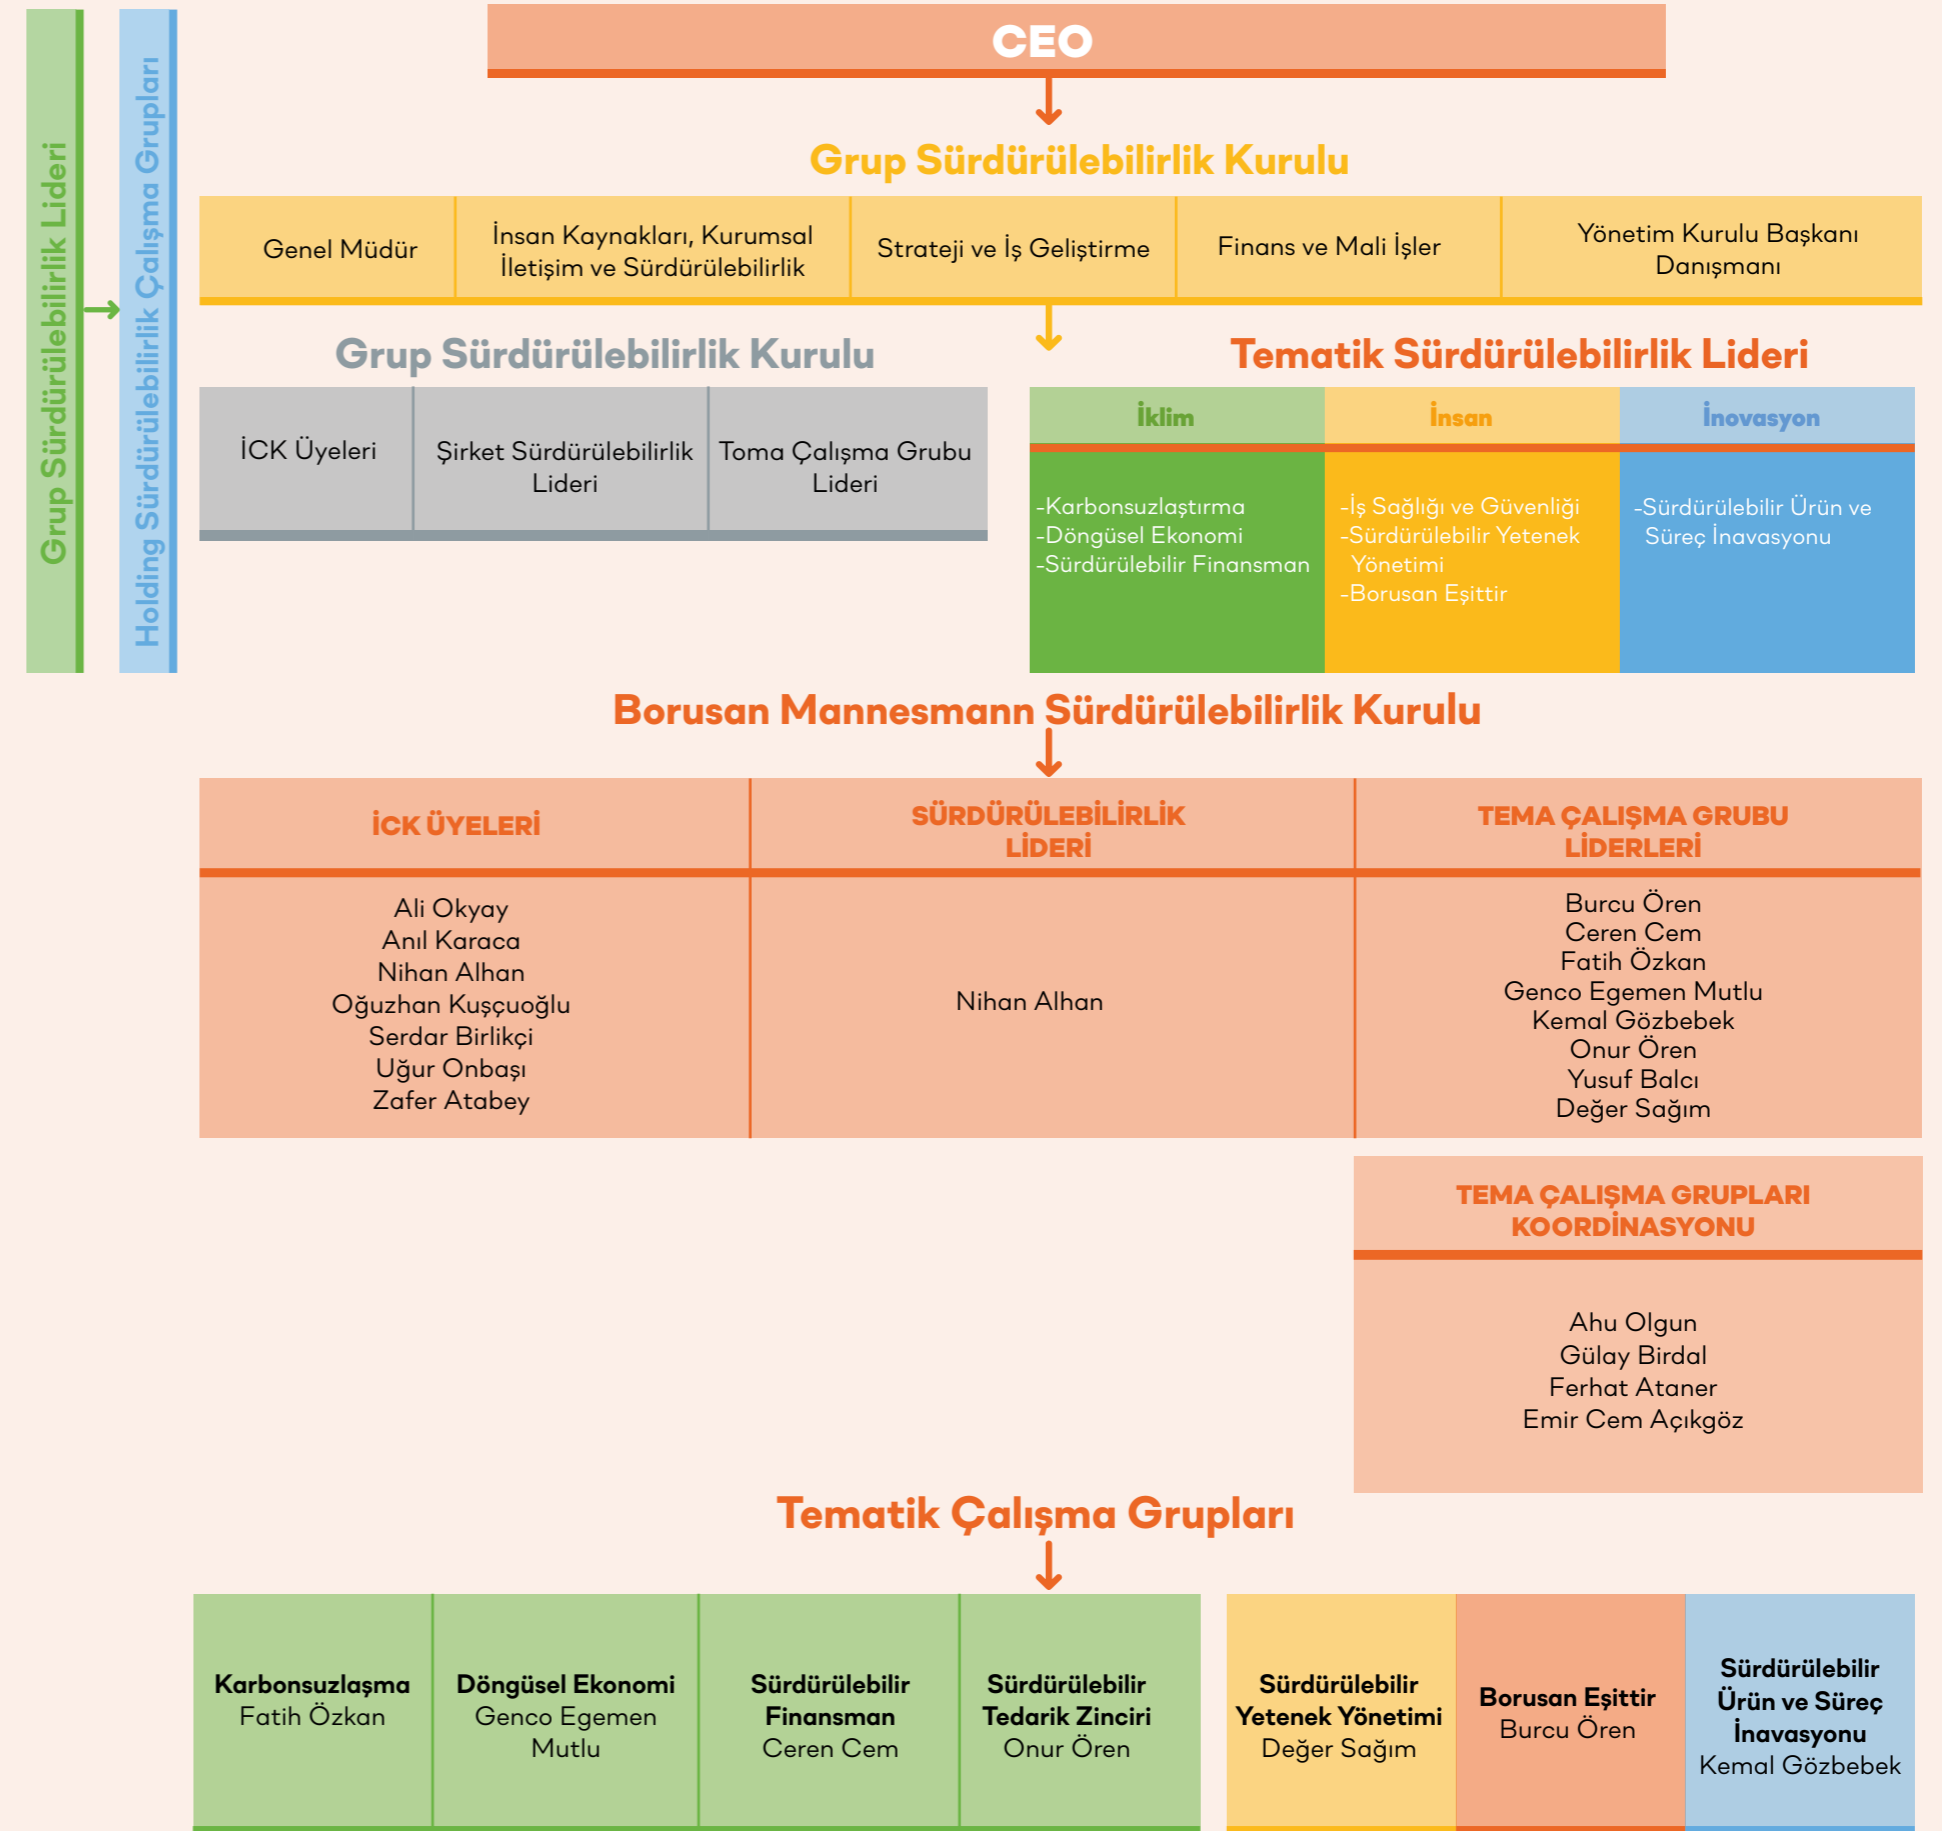 Grup Sürdürülebilirlik Lideri
Holding Sürdürülebilirlik Çalışma Grupları
CEO
Grup Sürdürülebilirlik Kurulu
Genel Müdür
İnsan Kaynakları, Kurumsal
İletişim ve Sürdürülebilirlik
Strateji ve İş Geliştirme
Finans ve Mali İşler
Yönetim Kurulu Başkanı
Danışmanı
Grup Sürdürülebilirlik Kurulu
İCK Üyeleri
Şirket Sürdürülebilirlik
Lideri
Toma Çalışma Grubu
Lideri
Tematik Sürdürülebilirlik Lideri
İklim
-Karbonsuzlaştırma
-Döngüsel Ekonomi
-Sürdürülebilir Finansman
İnsan
-İş Sağlığı ve Güvenliği
-Sürdürülebilir Yetenek
Yönetimi
-Borusan Eşittir
İnovasyon
-Sürdürülebilir Ürün ve
Süreç İnavasyonu
Borusan Mannesmann Sürdürülebilirlik Kurulu
İCK ÜYELERİ
Ali Okyay
Anıl Karaca
Nihan Alhan
Oğuzhan Kuşçuoğlu
Serdar Birlikçi
Uğur Onbaşı
Zafer Atabey
SÜRDÜRÜLEBİLİRLİK
LİDERİ
Nihan Alhan
TEMA ÇALIŞMA GRUBU
LİDERLERİ
Burcu Ören
Ceren Cem
Fatih Özkan
Genco Egemen Mutlu
Kemal Gözbebek
Onur Ören
Yusuf Balcı
Değer Sağım
TEMA ÇALIŞMA GRUPLARI
KOORDİNASYONU
Ahu Olgun
Gülay Birdal
Ferhat Ataner
Emir Cem Açıkgöz
Tematik Çalışma Grupları
Karbonsuzlaşma
Fatih Özkan
Döngüsel Ekonomi
Genco Egemen
Mutlu
Sürdürülebilir
Finansman
Ceren Cem
Sürdürülebilir
Tedarik Zinciri
Onur Ören
Sürdürülebilir
Yetenek Yönetimi
Değer Sağım
Borusan Eşittir
Burcu Ören
Sürdürülebilir
Ürün ve Süreç
İnavasyonu
Kemal Gözbebek